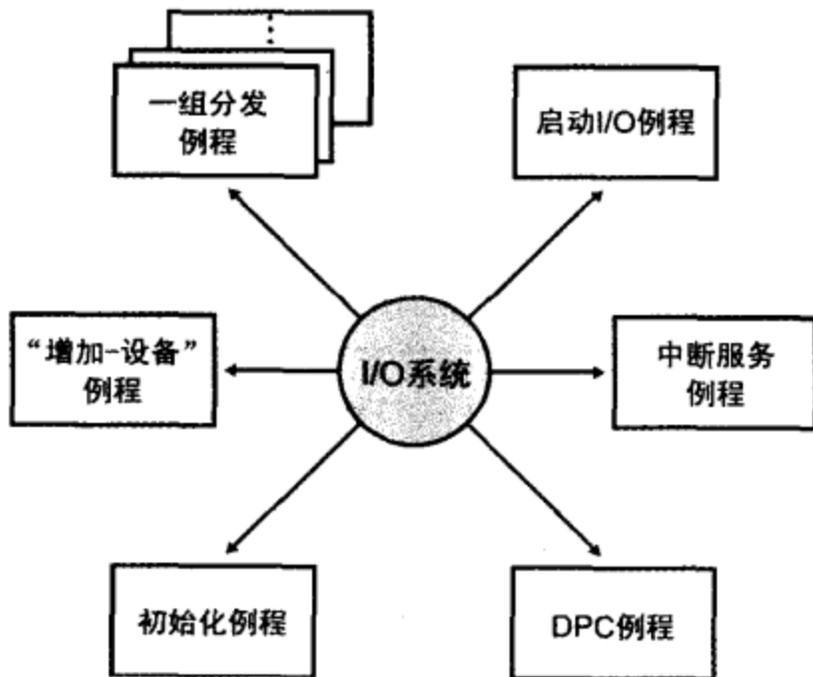 一组分发
例程
启动I/O例程
“增加-设备”
例程
I/O系统
中断服务
例程
初始化例程
DPC例程